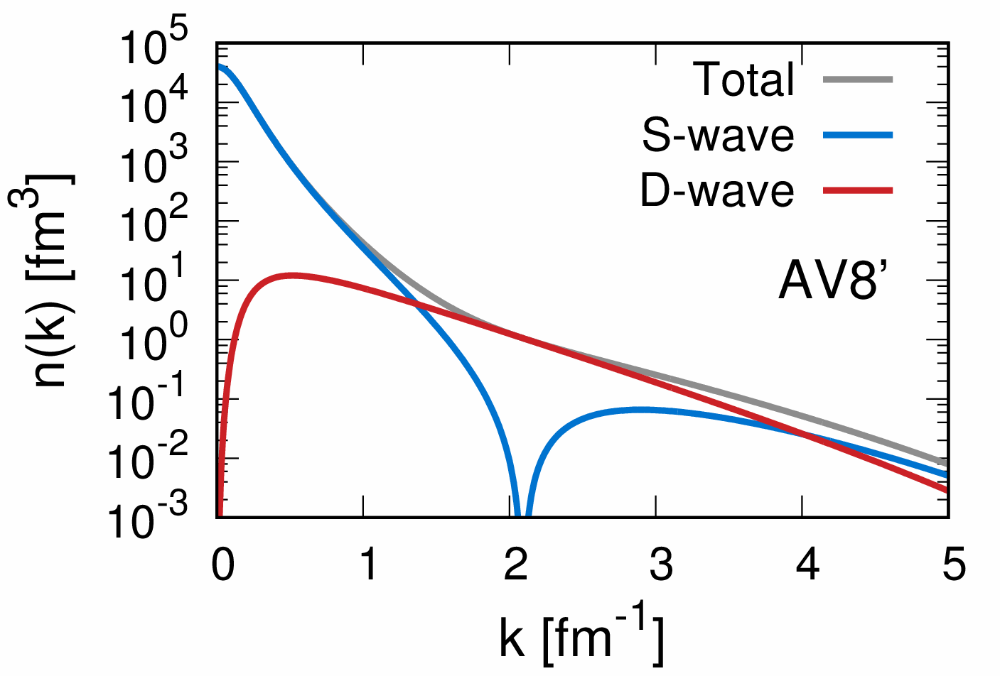 10^5
10^4
10^3
10^2
10^1
10^0
10^-1
10^-2
10^-3
n(k) [fm^3]
Total
S-wave
D-wave
AV8’
0 1 2 3 4 5
k [fm^-1]